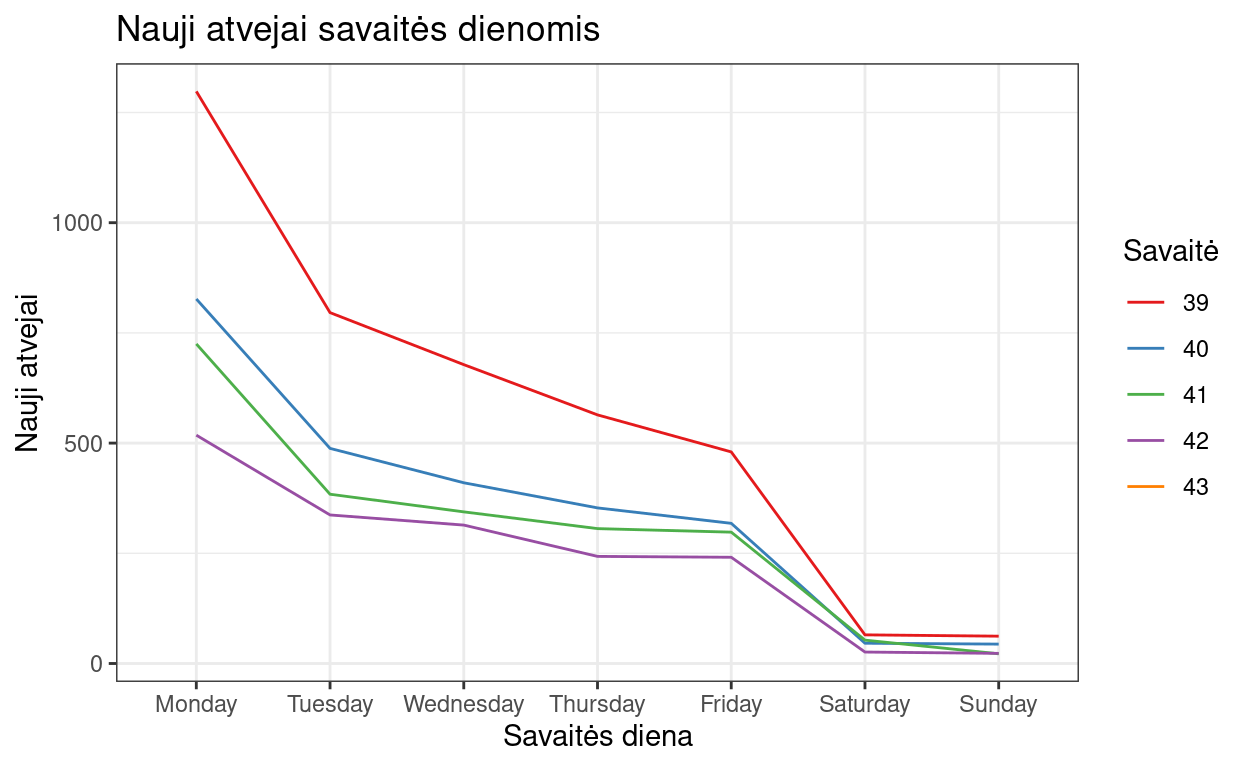 Nauji atvejai savaitės dienomis
Nauji atvejai
1000
500
0
Monday Tuesday Wednesday Thursday Friday Saturday Sunday
Savaitės diena
Savaitė
39
40
41
42
43